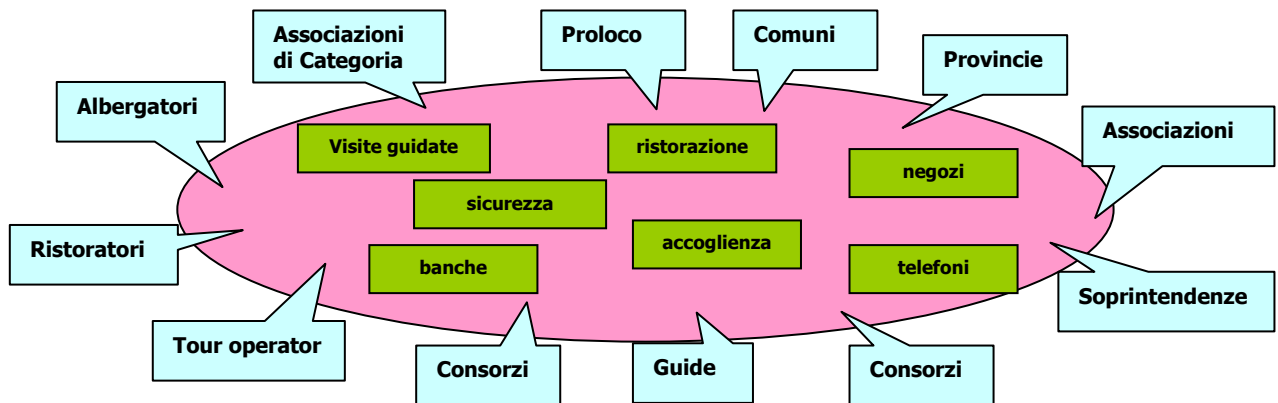 Associazioni
di Categoria
Proloco
Comuni
Provincie
Albergatori
Associazioni
Visite guidate
ristorazione
negozi
sicurezza
accoglienza
Ristoratori
banche
telefoni
Soprintendenze
Tour operator
Consorzi
Guide
Consorzi